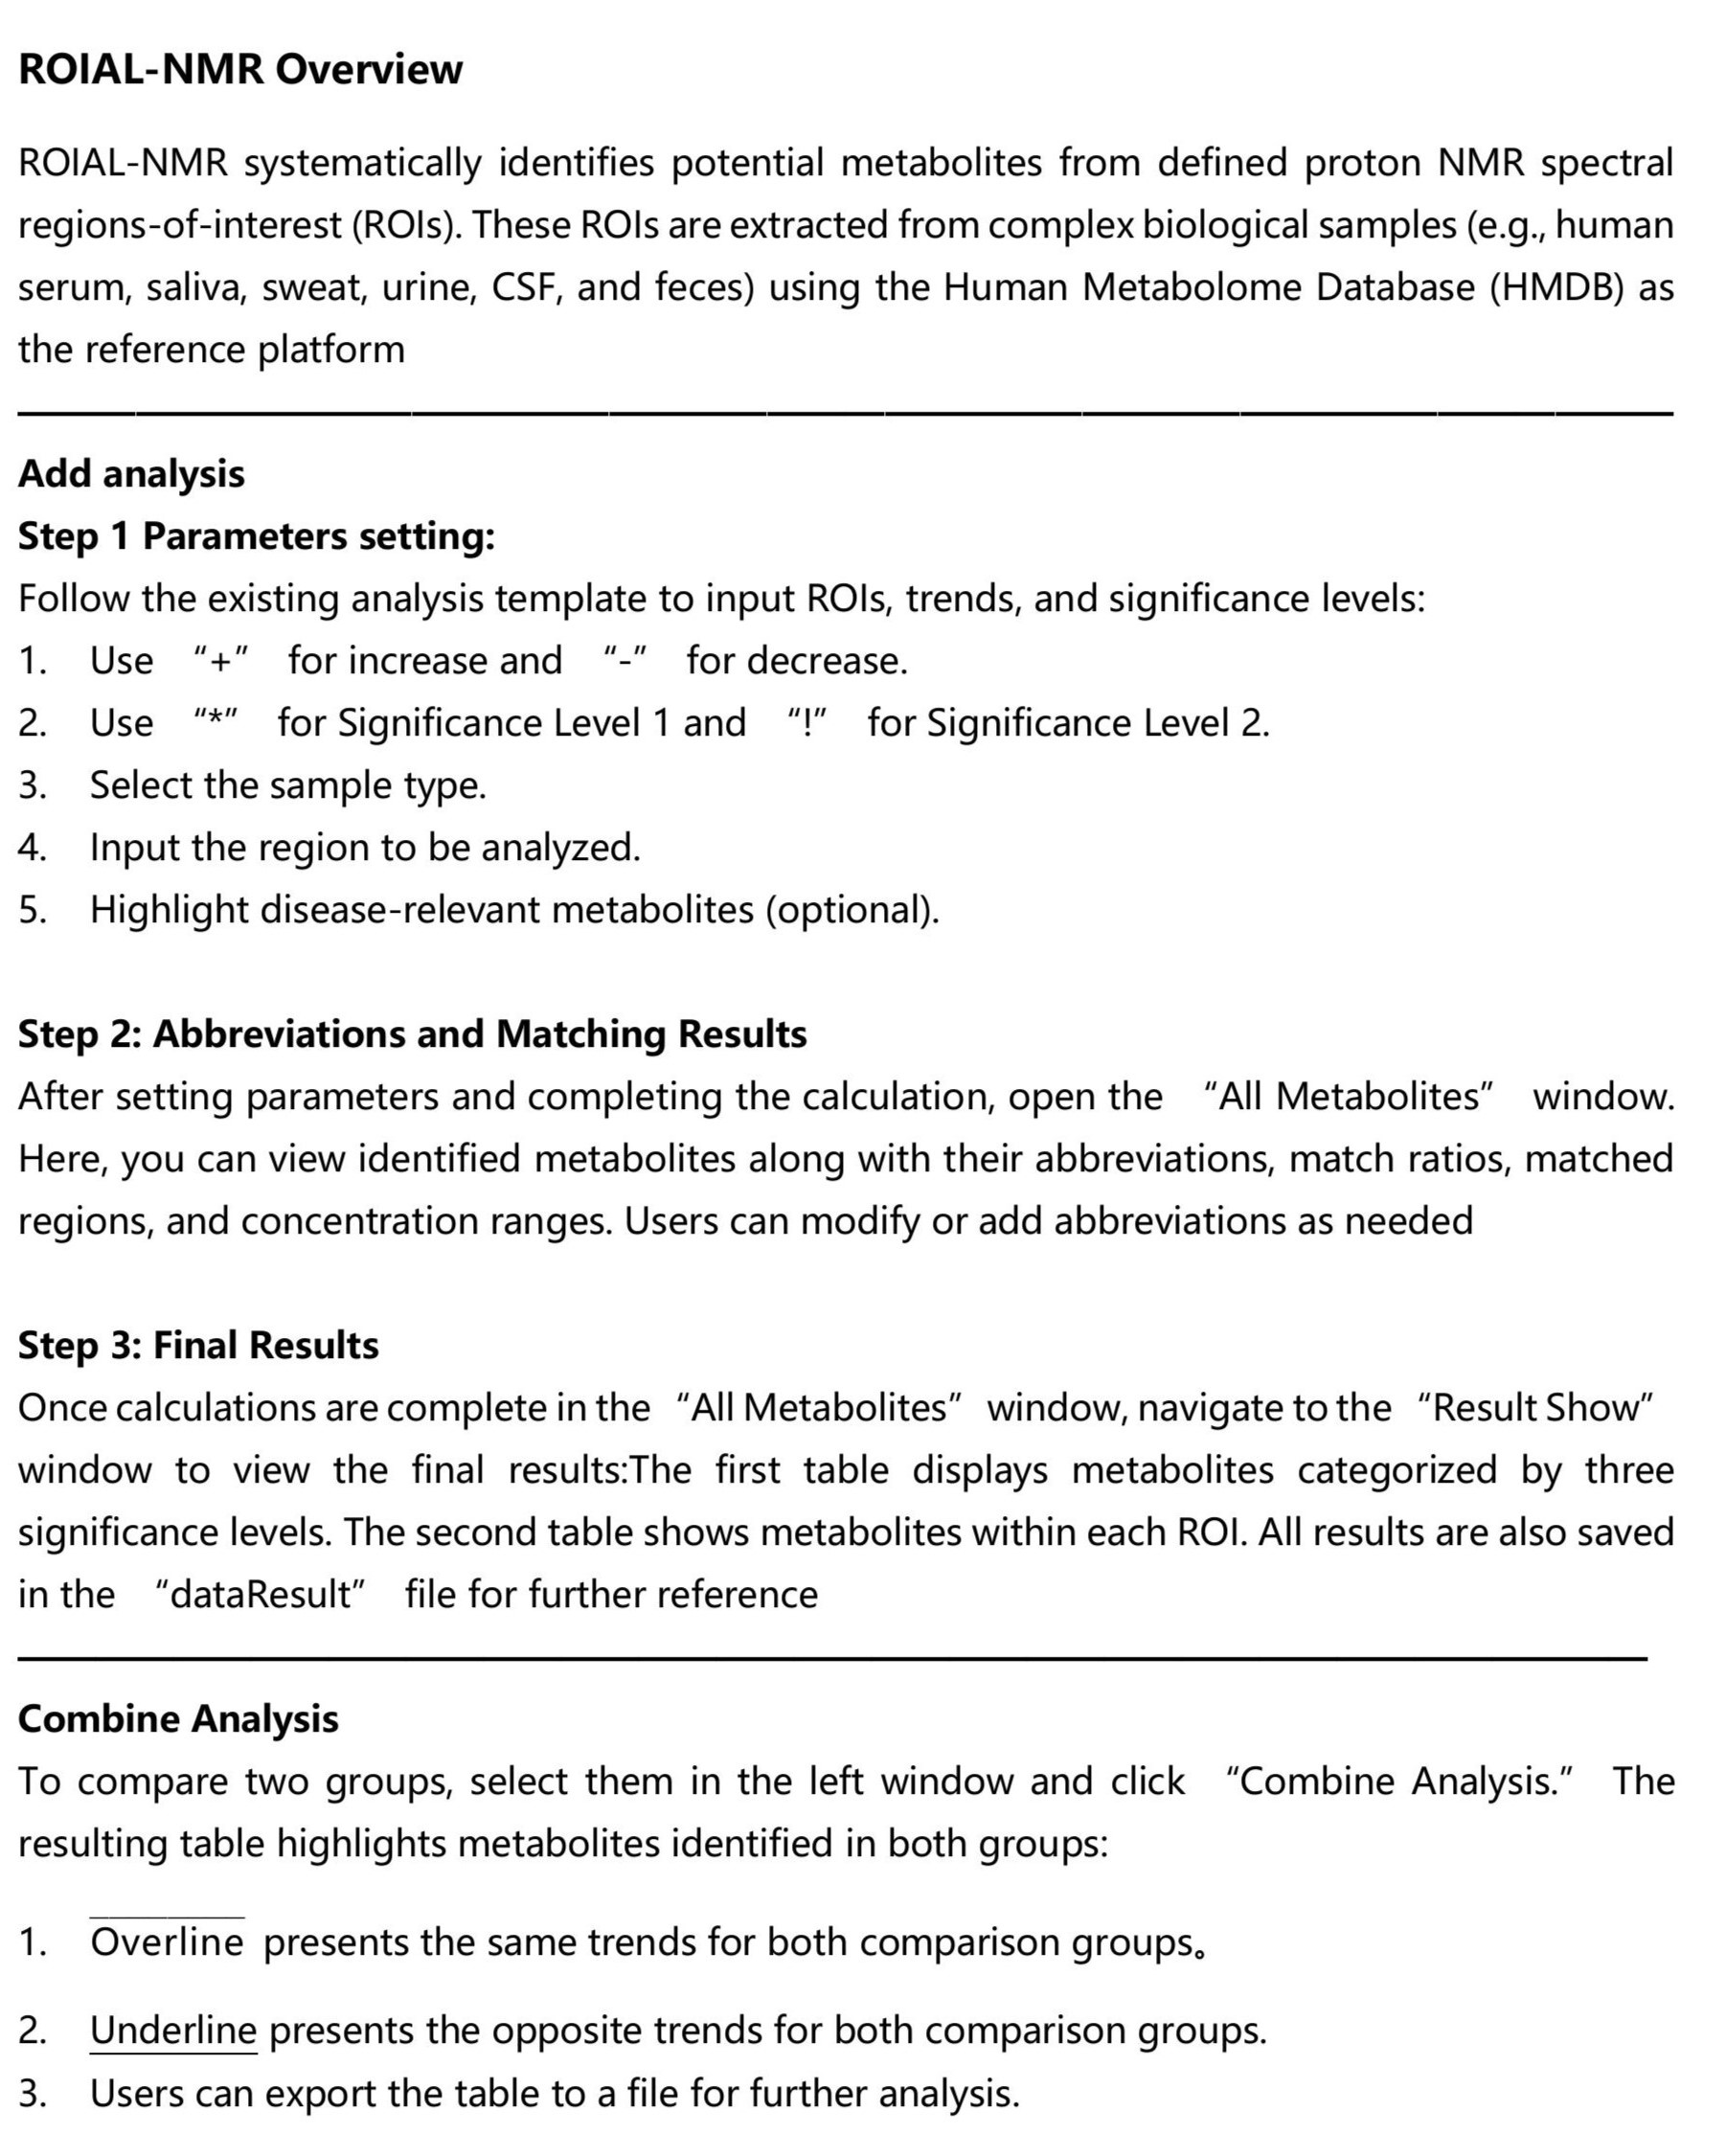 ROIAL-NMR Overview
ROIAL-NMR systematically identifies potential metabolites from defined proton NMR spectral
regions-of-interest (ROIs). These ROIs are extracted from complex biological samples (e.g., human
serum, saliva, sweat, urine, CSF, and feces) using the Human Metabolome Database (HMDB) as
the reference platform
Add analysis
Step 1 Parameters setting:
Follow the existing analysis template to input ROIs, trends, and significance levels:
1. Use “+” for increase and “-” for decrease.
2. Use “*” for Significance Level 1 and “!” for Significance Level 2.
3. Select the sample type.
4. Input the region to be analyzed.
5. Highlight disease-relevant metabolites (optional).
Step 2: Abbreviations and Matching Results
After setting parameters and completing the calculation, open the “All Metabolites” window.
Here, you can view identified metabolites along with their abbreviations, match ratios, matched
regions, and concentration ranges. Users can modify or add abbreviations as needed
Step 3: Final Results
Once calculations are complete in the “All Metabolites” window, navigate to the “Result Show”
window to view the final results:The first table displays metabolites categorized by three
significance levels. The second table shows metabolites within each ROI. All results are also saved
in the “dataResult” file for further reference
Combine Analysis
To compare two groups, select them in the left window and click “Combine Analysis.” The
resulting table highlights metabolites identified in both groups:
1. Overline presents the same trends for both comparison groups。
2. Underline presents the opposite trends for both comparison groups.
3. Users can export the table to a file for further analysis.